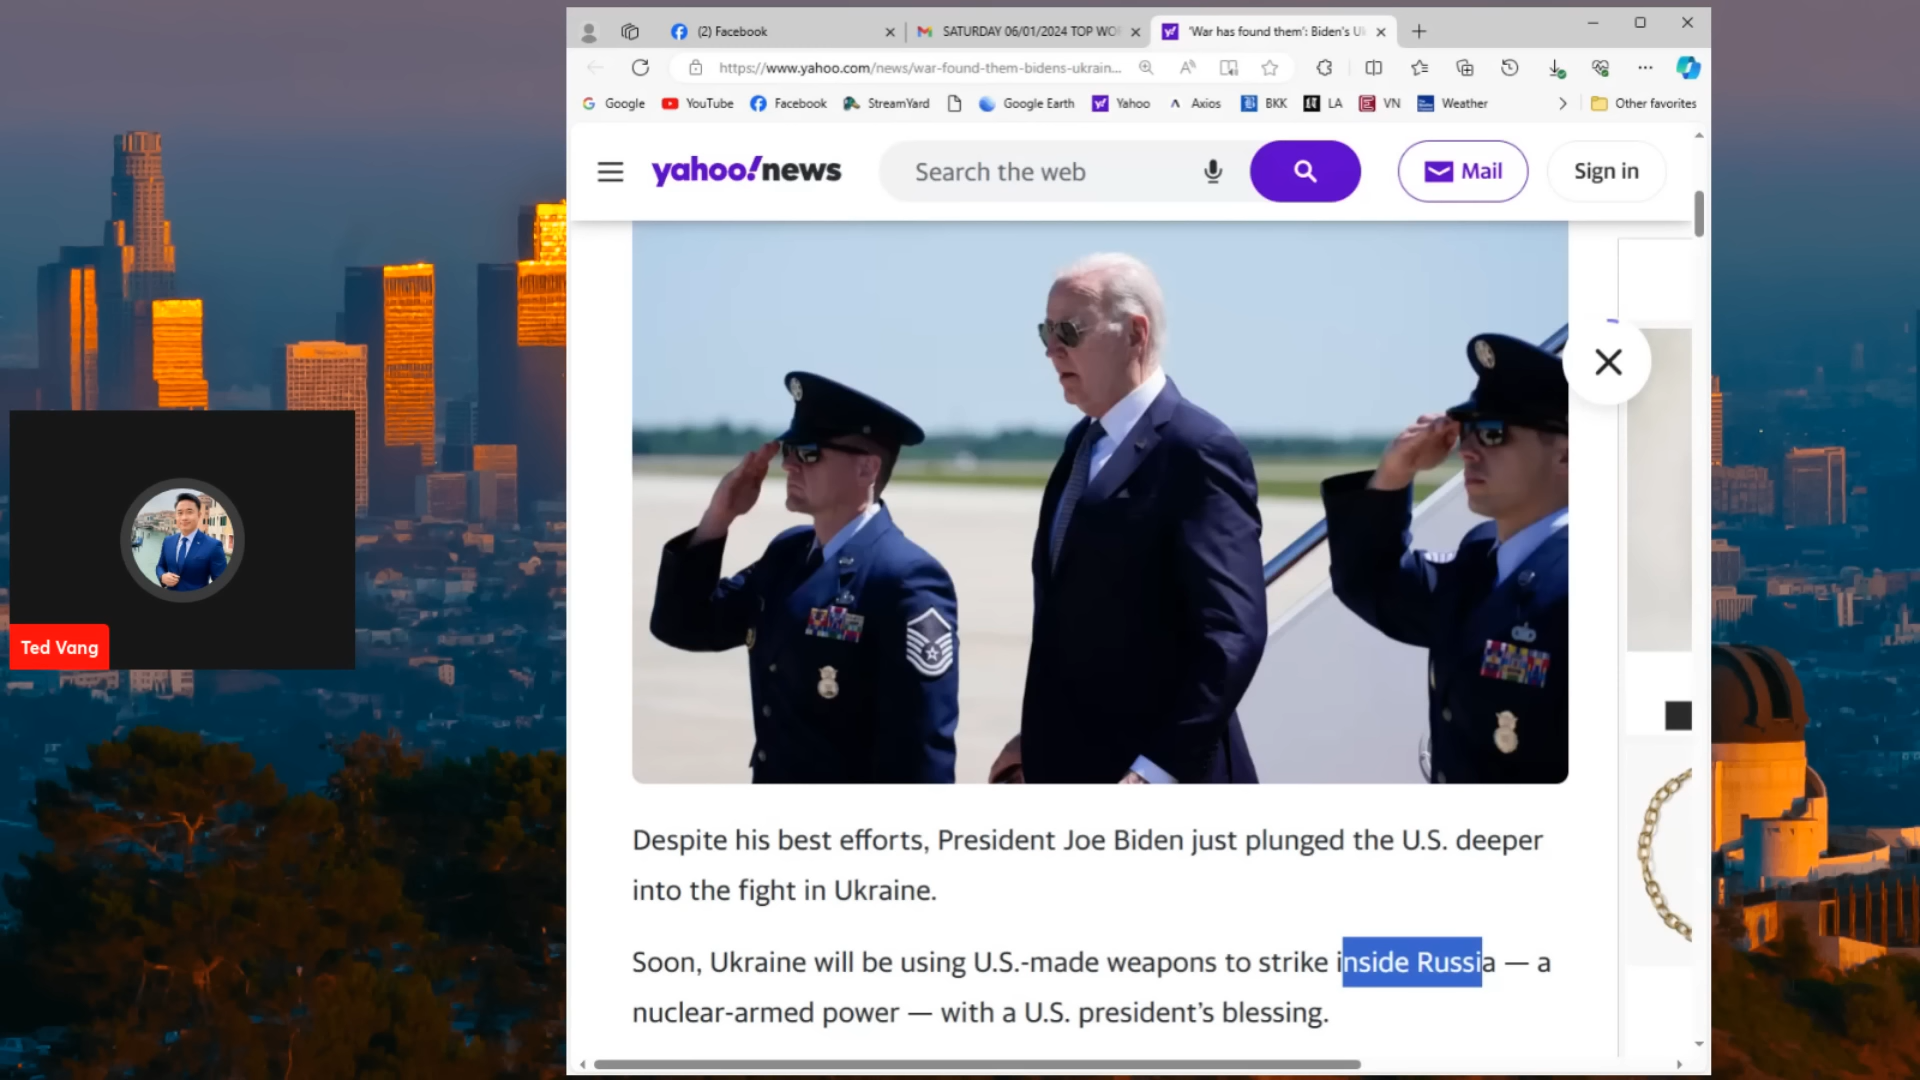 (2) Facebook
SATURDAY 06/01/2024 TOP WO
'War has found them': Biden's U
https://www.yahoo.com/news/war-found-them-bidens-ukrain...
Google
YouTube
Facebook
StreamYard
Google Earth
Yahoo
Axios
BKK
LA
VN
Weather
Other favorites
yahoo!news
Search the web
Mail
Sign in
Ted Vang
Despite his best efforts, President Joe Biden just plunged the U.S. deeper
into the fight in Ukraine.
Soon, Ukraine will be using U.S.-made weapons to strike inside Russia — a
nuclear-armed power — with a U.S. president's blessing.